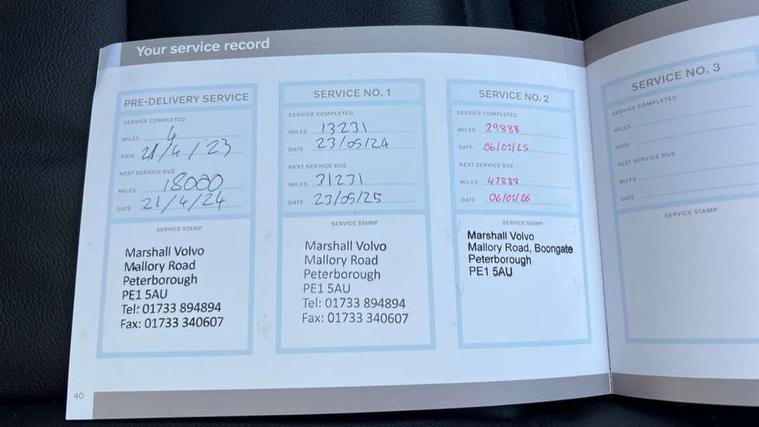 Your service record
PRE-DELIVERY SERVICE
SERVICE COMPLETED
MILES 4
DATE 21/4/23
NEXT SERVICE DUE
MILES 18000
DATE 21/4/24
SERVICE STAMP
Marshall Volvo
Mallory Road
Peterborough
PE1 5AU
Tel: 01733 894894
Fax: 01733 340607
SERVICE NO. 1
SERVICE COMPLETED
MILES 13231
DATE 23/05/24
NEXT SERVICE DUE
MILES 31231
DATE 23/05/25
SERVICE STAMP
Marshall Volvo
Mallory Road
Peterborough
PE1 5AU
Tel: 01733 894894
Fax: 01733 340607
SERVICE NO. 2
SERVICE COMPLETED
MILES 29888
DATE 06/05/25
NEXT SERVICE DUE
MILES 47888
DATE 06/05/26
SERVICE STAMP
Marshall Volvo
Mallory Road, Boongate
Peterborough
PE1 5AU
SERVICE NO. 3
SERVICE COMPLETED
MILES
DATE
NEXT SERVICE DUE
MILES
DATE
SERVICE STAMP
40